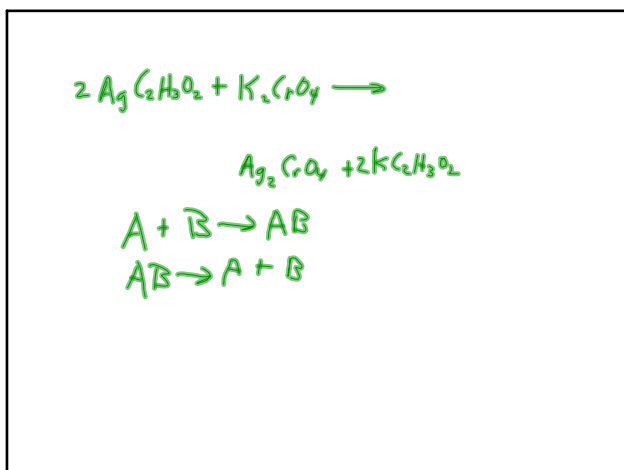 2 AgC₂H₃O₂ + K₂CrO₄ →
Ag₂CrO₄ + 2KC₂H₃O₂
A + B → AB
AB → A + B